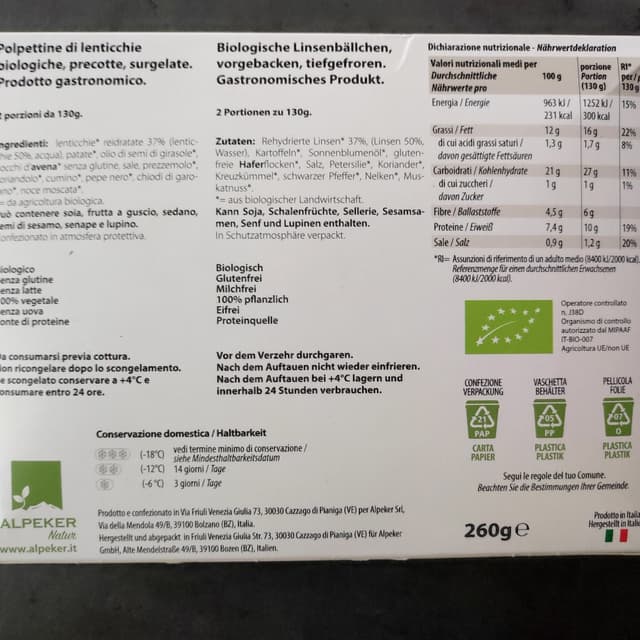 Polpettine di lenticchie
biologiche, precotte, surgelate.
Prodotto gastronomico.
2 porzioni da 130g.
Ingredienti: lenticchie* reidratate 37% (lentic-
chie 50%, acqua), patate*, olio di semi di girasole*,
fiocchi d'avena* senza glutine, sale, prezzemolo*,
coriandolo*, cumino*, pepe nero*, chiodi di garo-
fano*, noce moscata*.
*= da agricoltura biologica.
Può contenere soia, frutta a guscio, sedano,
semi di sesamo, senape e lupino.
Confezionato in atmosfera protettiva.
Biologico
Senza glutine
Senza latte
100% vegetale
Senza uova
Fonte di proteine
Da consumarsi previa cottura.
Non ricongelare dopo lo scongelamento.
Se scongelato conservare a +4°C e
consumare entro 24 ore.
Biologische Linsenbällchen,
vorgebacken, tiefgefroren.
Gastronomisches Produkt.
2 Portionen zu 130g.
Zutaten: Rehydrierte Linsen* 37%, (Linsen 50%,
Wasser), Kartoffeln*, Sonnenblumenöl*, gluten-
freie Haferflocken*, Salz, Petersilie*, Koriander*,
Kreuzkümmel*, schwarzer Pfeffer*, Nelken*, Mus-
katnuss*.
*= aus biologischer Landwirtschaft.
Kann Soja, Schalenfrüchte, Sellerie, Sesamsa-
men, Senf und Lupinen enthalten.
In Schutzatmosphäre verpackt.
Biologisch
Glutenfrei
Milchfrei
100% pflanzlich
Eifrei
Proteinquelle
Vor dem Verzehr durchgaren.
Nach dem Auftauen nicht wieder einfrieren.
Nach dem Auftauen bei +4°C lagern und
innerhalb 24 Stunden verbrauchen.
Dichiarazione nutrizionale - Nährwertdeklaration
Valori nutrizionali medi per
Durchschnittliche
Nährwerte pro
100 g
porzione
Portion
(130 g)
RI*
per/p
130 g
Energia / Energie 963 kJ / 1252 kJ / 15%
231 kcal 300 kcal
Grassi / Fett 12 g 16 g 22%
di cui acidi grassi saturi / 1,3 g 1,7 g 8%
davon gesättigte Fettsäuren
Carboidrati / Kohlenhydrate 21 g 27 g 11%
di cui zuccheri / 1 g 1 g 1%
davon Zucker
Fibre / Ballaststoffe 4,5 g 6 g
Proteine / Eiweiß 7,4 g 10 g 19%
Sale / Salz 0,9 g 1,2 g 20%
*RI= Assunzioni di riferimento di un adulto medio (8400 kJ/2000 kcal).
Referenzmenge für einen durchschnittlichen Erwachsenen
(8400 kJ/2000 kcal).
Operatore controllato
n. J38D
Organismo di controllo
autorizzato dal MIPAAF
IT-BIO-007
Agricoltura UE/non UE
CONFEZIONE
VERPACKUNG
21
PAP
CARTA
PAPIER
VASCHETTA
BEHÄLTER
05
PP
PLASTICA
PLASTIK
PELLICOLA
FOLIE
07
O
PLASTICA
PLASTIK
Segui le regole del tuo Comune.
Beachten Sie die Bestimmungen Ihrer Gemeinde.
Conservazione domestica / Haltbarkeit
(-18°C) vedi termine minimo di conservazione /
siehe Mindesthaltbarkeitsdatum
(-12°C) 14 giorni / Tage
(-6 °C) 3 giorni / Tage
ALPEKER
Natur
www.alpeker.it
Prodotto e confezionato in Via Friuli Venezia Giulia 73, 30030 Cazzago di Pianiga (VE) per Alpeker Srl,
Via della Mendola 49/B, 39100 Bolzano (BZ), Italia.
Hergestellt und abgepackt in Friuli Venezia Giulia Str. 73, 30030 Cazzago di Pianiga (VE) für Alpeker
GmbH, Alte Mendelstraße 49/B, 39100 Bozen (BZ), Italien.
260g e
Prodotto in Italia
Hergestellt in Italien